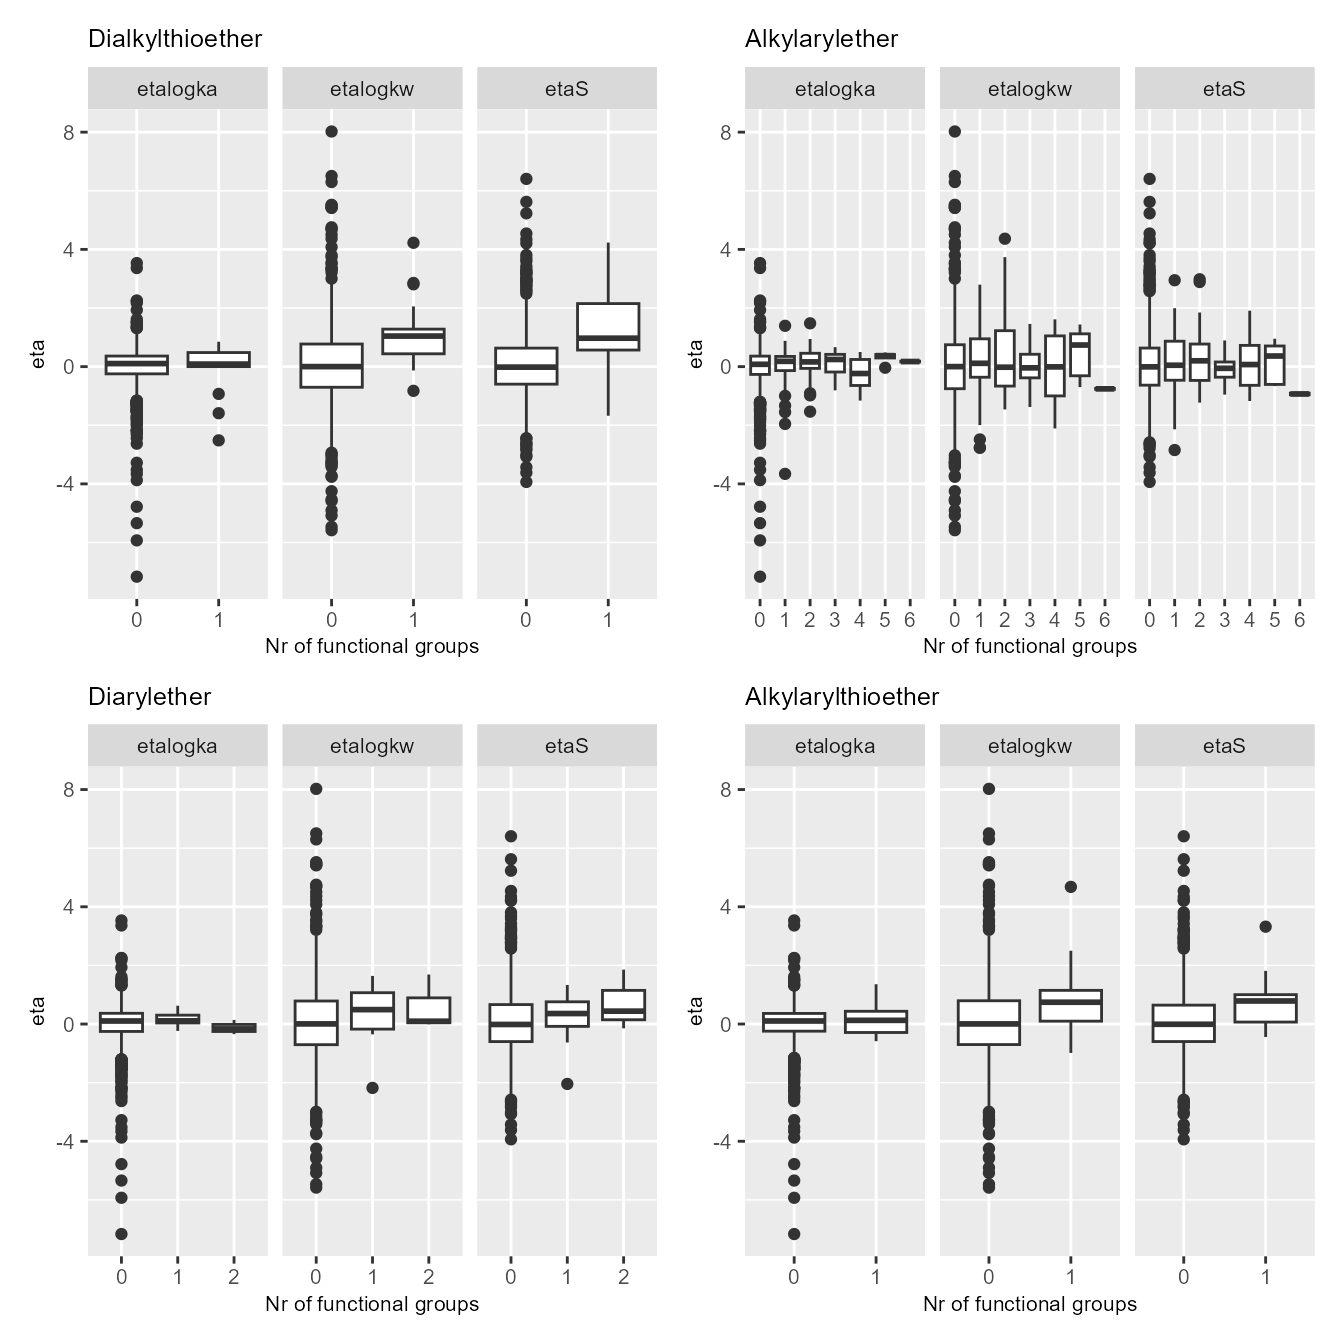 Dialkylthioether
etalogka etalogkw etaS
8
4
0
-4
eta
0 1 0 1 0 1
Nr of functional groups
Alkylarylether
etalogka etalogkw etaS
8
4
0
-4
eta
0 1 2 3 4 5 6 0 1 2 3 4 5 6 0 1 2 3 4 5 6
Nr of functional groups
Diarylether
etalogka etalogkw etaS
8
4
0
-4
eta
0 1 2 0 1 2 0 1 2
Nr of functional groups
Alkylarylthioether
etalogka etalogkw etaS
8
4
0
-4
eta
0 1 0 1 0 1
Nr of functional groups